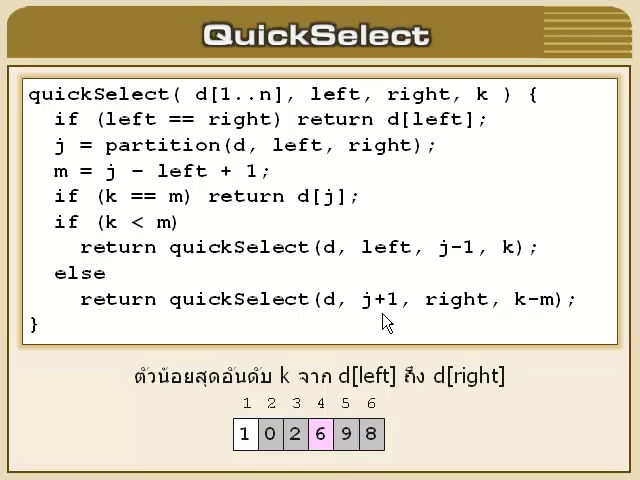 QuickSelect
quickSelect( d[1..n], left, right, k ) {
if (left == right) return d[left];
j = partition(d, left, right);
m = j - left + 1;
if (k == m) return d[j];
if (k < m)
return quickSelect(d, left, j-1, k);
else
return quickSelect(d, j+1, right, k-m);
}
ตัวน้อยสุดอันดับ k จาก d[left] ถึง d[right]
1 2 3 4 5 6
1 0 2 6 9 8